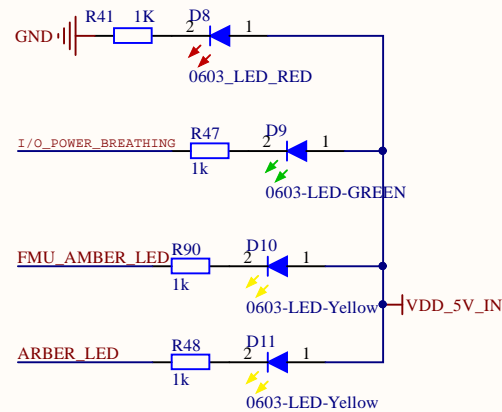 R41 1K D8
GND 2 1
0603_LED_RED
I/O_POWER_BREATHING R47 D9
2 1
1k 0603-LED-GREEN
FMU_AMBER_LED R90 D10
2 1
1k 0603-LED-Yellow
VDD_5V_IN
ARBER_LED R48 D11
2 1
1k 0603-LED-Yellow